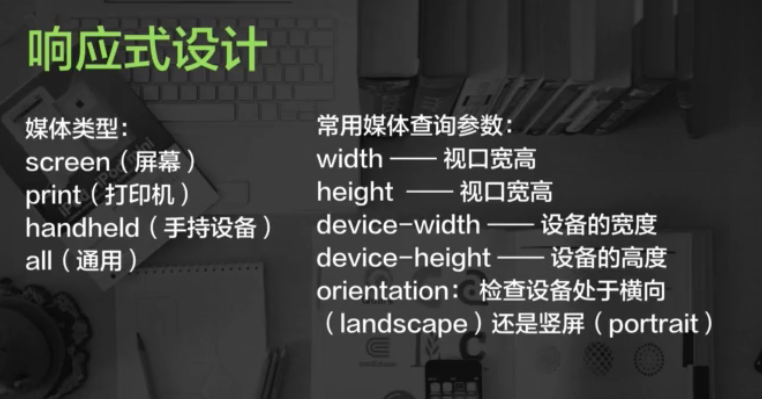 响应式设计
媒体类型：
screen（屏幕）
print（打印机）
handheld（手持设备）
all（通用）
常用媒体查询参数：
width —— 视口宽高
height —— 视口宽高
device-width —— 设备的宽度
device-height —— 设备的高度
orientation： 检查设备处于横向
（landscape）还是竖屏（portrait）